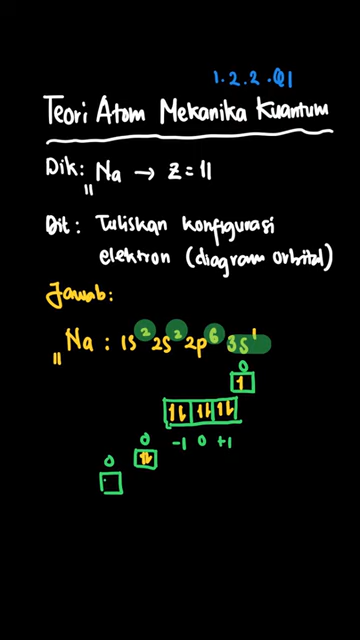 1.2.2.Q1
Teori Atom Mekanika Kuantum
Dik: ₁₁Na → Z = 11
Dit: Tuliskan konfigurasi
elektron (diagram orbital)
Jawab:
₁₁Na : 1s² 2s² 2p⁶ 3s¹
0
1
1L 1L 1L
0 -1 0 +1
0 1L